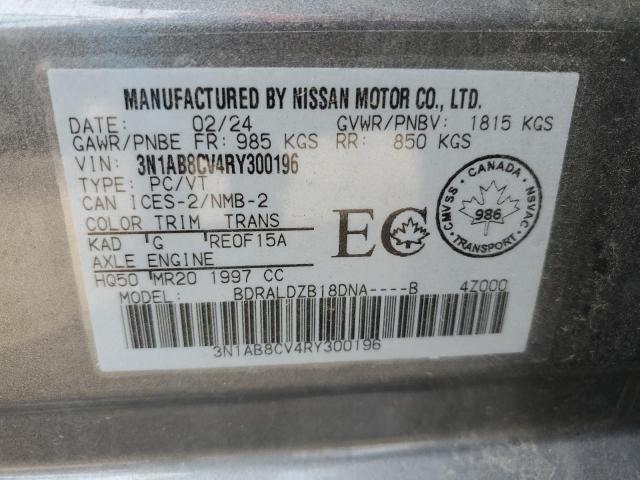 MANUFACTURED BY NISSAN MOTOR CO., LTD.
DATE: 02/24 GVWR/PNBV: 1815 KGS
GAWR/PNBE FR: 985 KGS RR: 850 KGS
VIN: 3N1AB8CV4RY300196
TYPE: PC/VT
CAN ICES-2/NMB-2
COLOR TRIM TRANS
KAD G RE0F15A
AXLE ENGINE
HQ50 MR20 1997 CC
MODEL: BDRALDZB18DNA----B 4Z000
3N1AB8CV4RY300196
EC
CANADA
CMVSS NSVAC
986
TRANSPORT